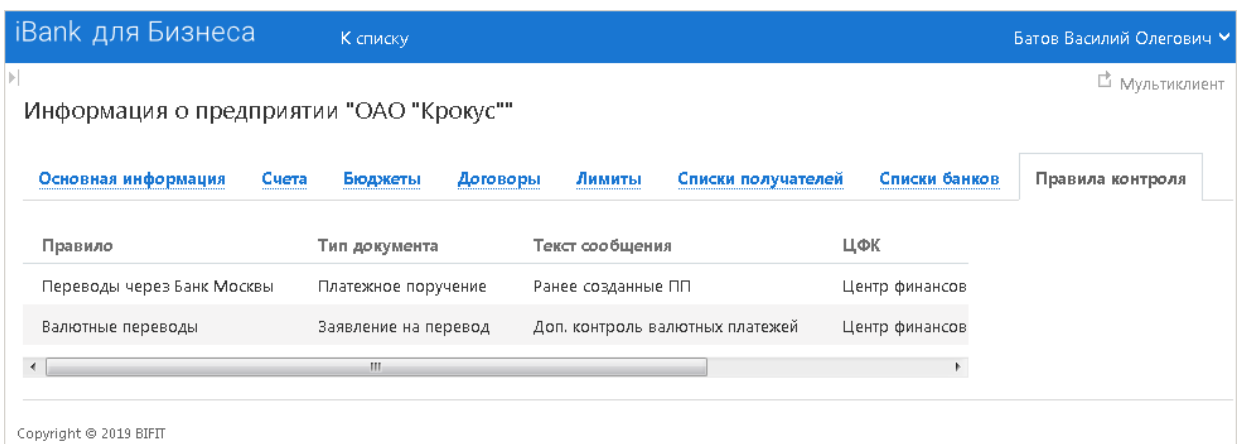 iBank для Бизнеса К списку Батов Василий Олегович
Мультиклиент
Информация о предприятии "ОАО "Крокус""
Основная информация Счета Бюджеты Договоры Лимиты Списки получателей Списки банков Правила контроля
Правило Тип документа Текст сообщения ЦФК
Переводы через Банк Москвы Платежное поручение Ранее созданные ПП Центр финансов
Валютные переводы Заявление на перевод Доп. контроль валютных платежей Центр финансов
Copyright © 2019 BIFIT